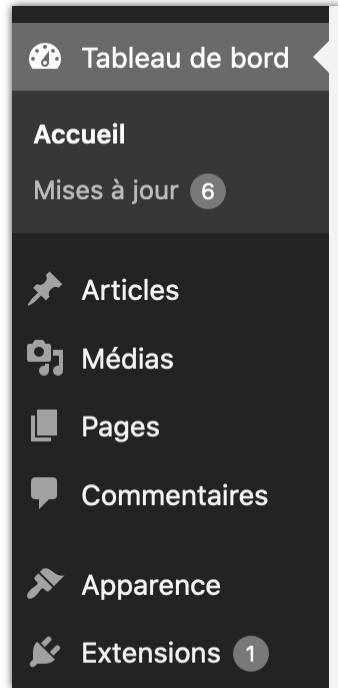 Tableau de bord
Accueil
Mises à jour 6
Articles
Médias
Pages
Commentaires
Apparence
Extensions 1